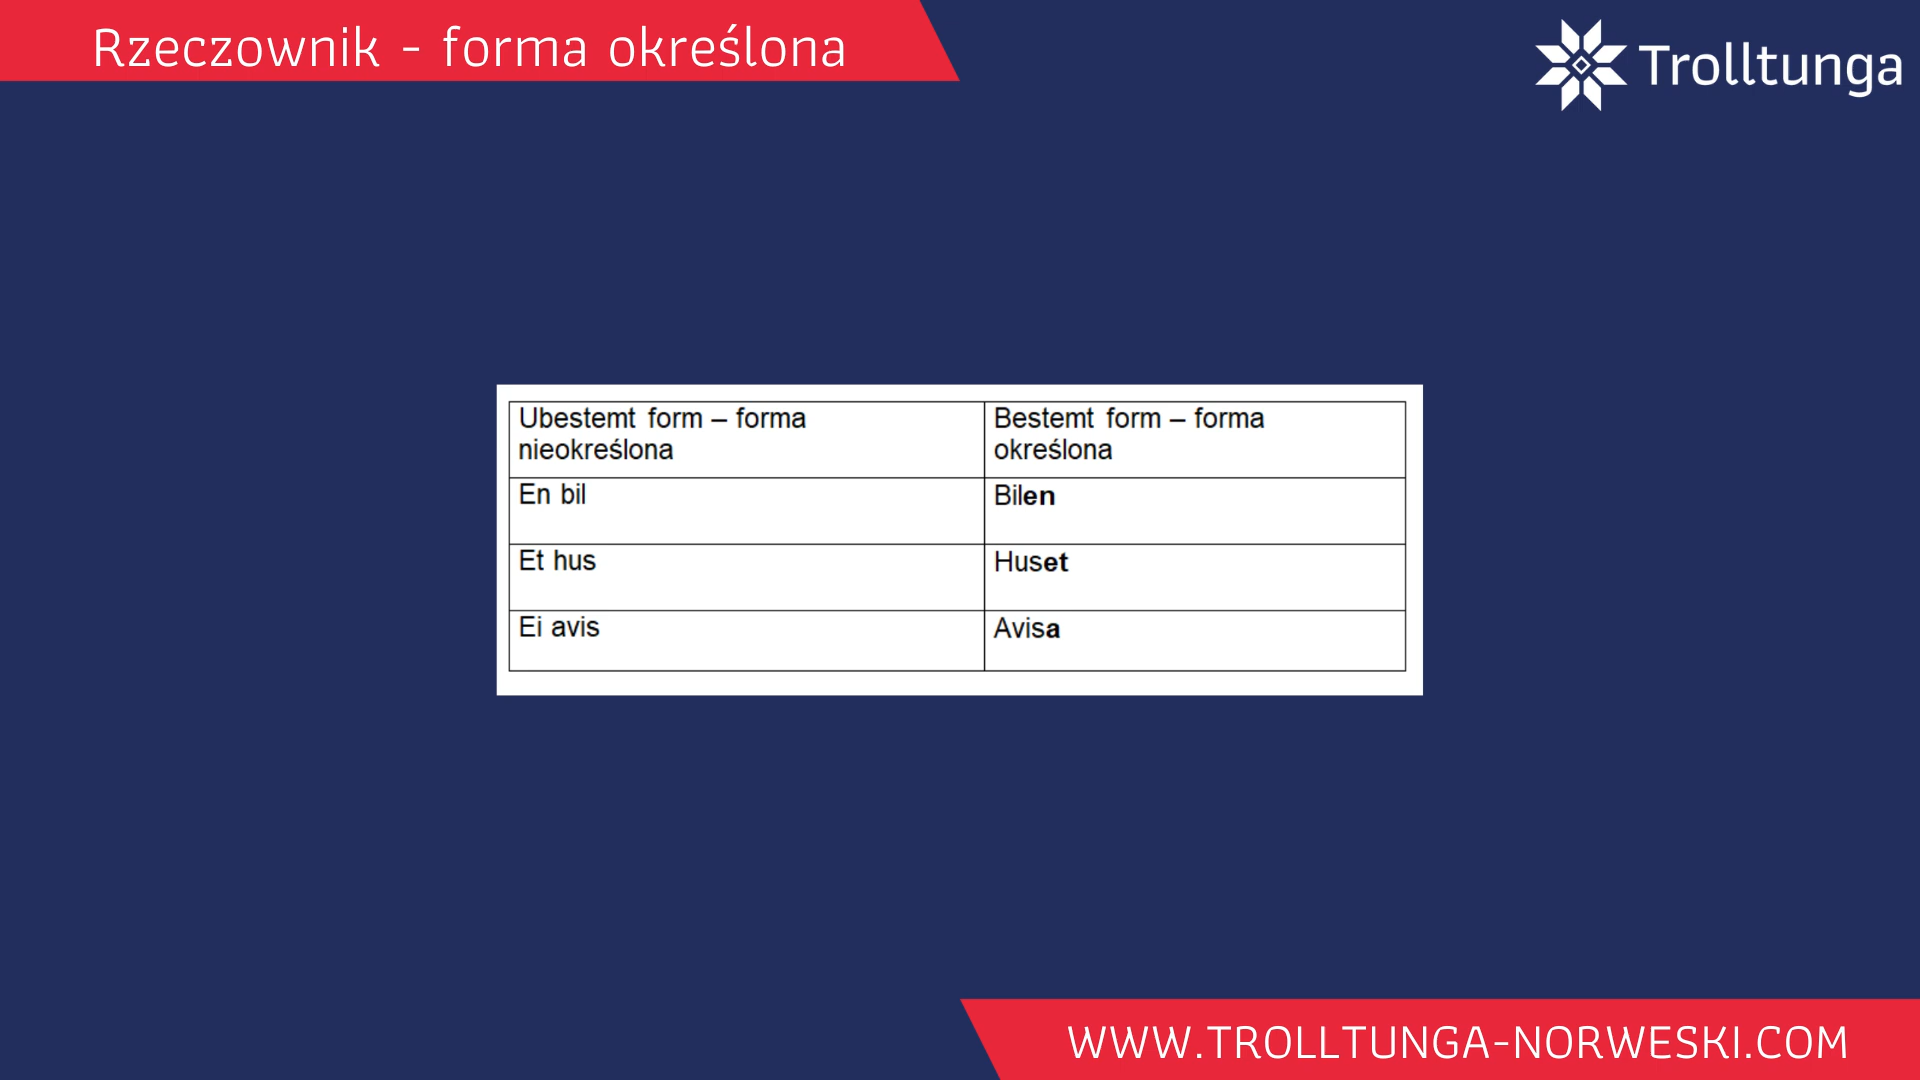 Rzeczownik - forma określona
Trolltunga
Ubestemt form – forma
nieokreślona
Bestemt form – forma
określona
En bil
Bilen
Et hus
Huset
Ei avis
Avisa
WWW.TROLLTUNGA-NORWESKI.COM